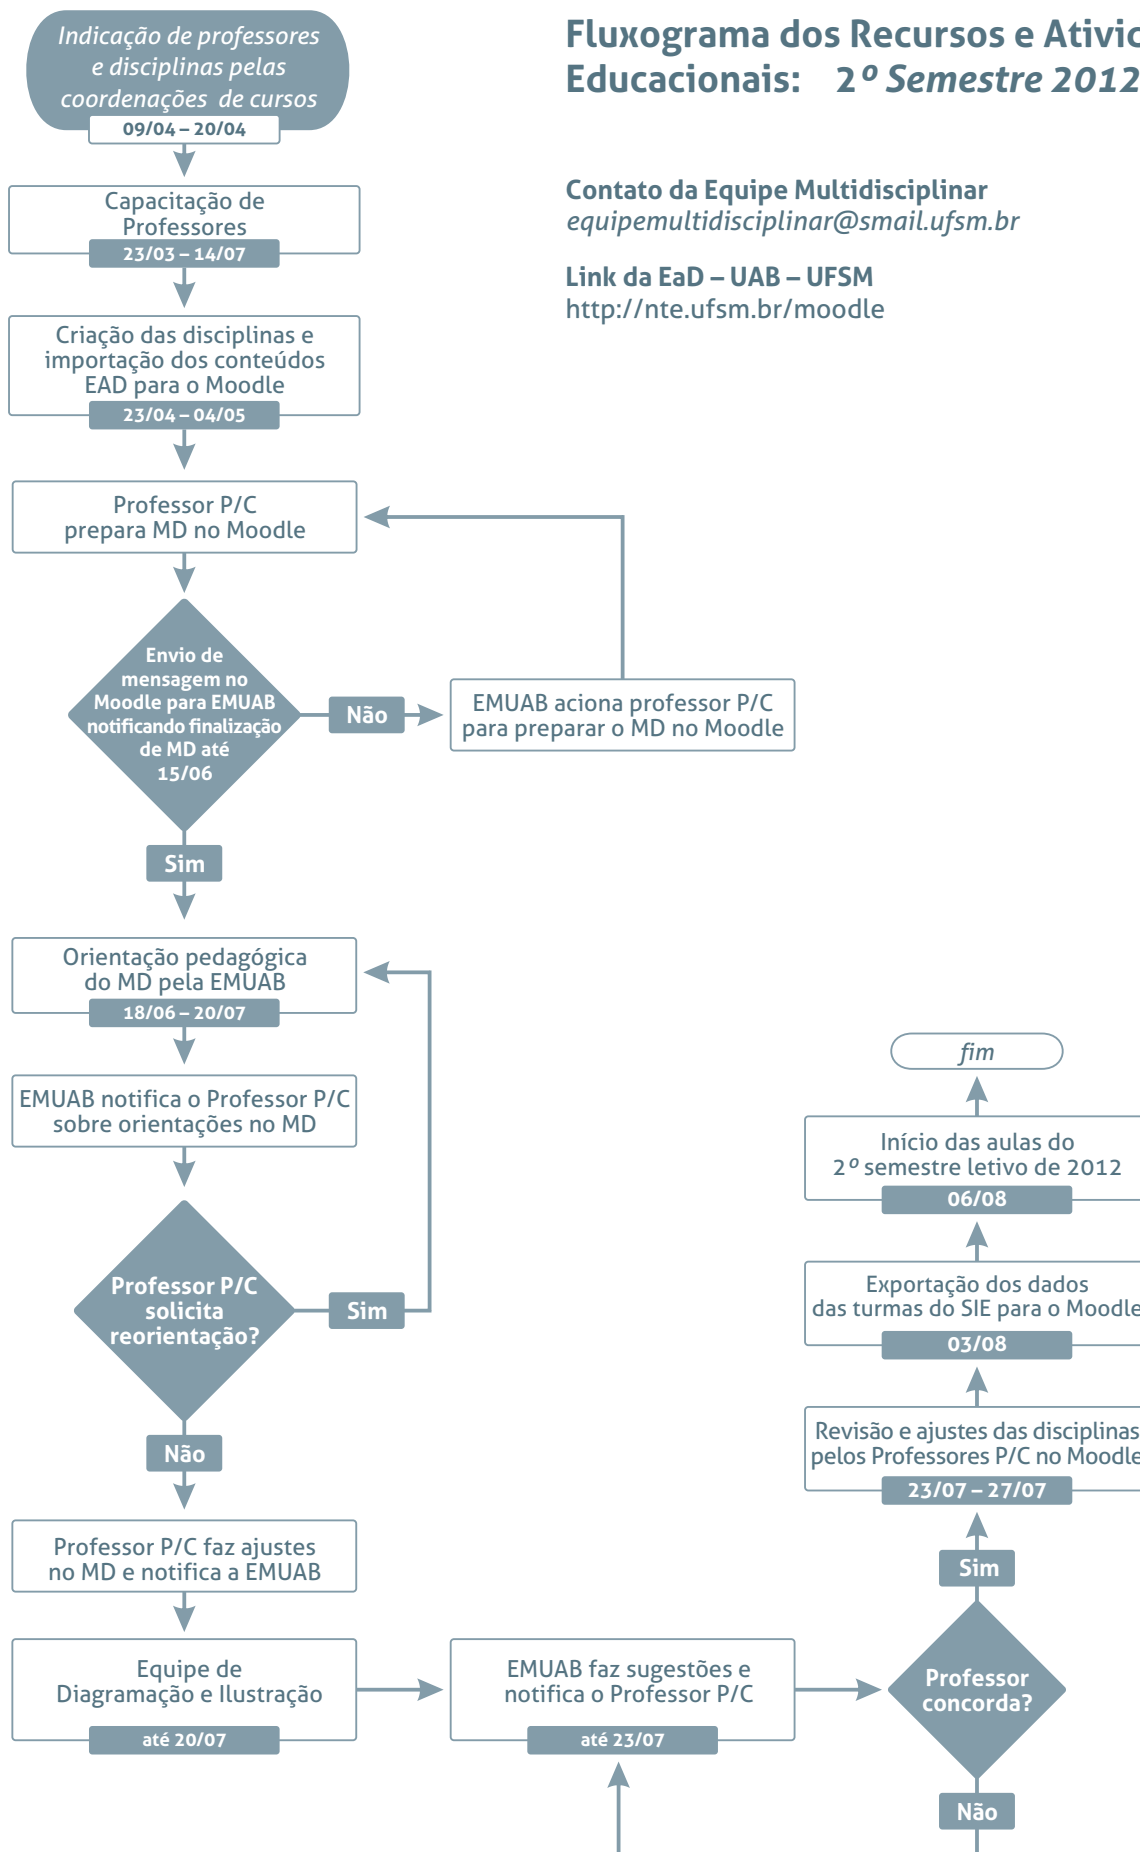 Indicação de professores
e disciplinas pelas
coordenações de cursos
09/04 – 20/04
Fluxograma dos Recursos e
Educacionais: 2º Semestre 2012
Contato da Equipe Multidisciplinar
equipemultidisciplinar@smail.ufsm.br
Link da EaD – UAB – UFSM
http://nte.ufsm.br/moodle
Capacitação de
Professores
23/03 – 14/07
Criação das disciplinas e
importação dos conteúdos
EAD para o Moodle
23/04 – 04/05
Professor P/C
prepara MD no Moodle
Envio de
mensagem no
Moodle para EMUAB
notificando finalização
de MD até
15/06
Não
EMUAB aciona professor P/C
para preparar o MD no Moodle
Sim
Orientação pedagógica
do MD pela EMUAB
18/06 – 20/07
EMUAB notifica o Professor P/C
sobre orientações no MD
Professor P/C
solicita
reorientação?
Sim
Não
Professor P/C faz ajustes
no MD e notifica a EMUAB
Equipe de
Diagramação e Ilustração
até 20/07
EMUAB faz sugestões e
notifica o Professor P/C
até 23/07
Professor
concorda?
Não
Sim
Revisão e ajustes das disciplinas
pelos Professores P/C no Moodle
23/07 – 27/07
Exportação dos dados
das turmas do SIE para o Moodle
03/08
Início das aulas do
2º semestre letivo de 2012
06/08
fim